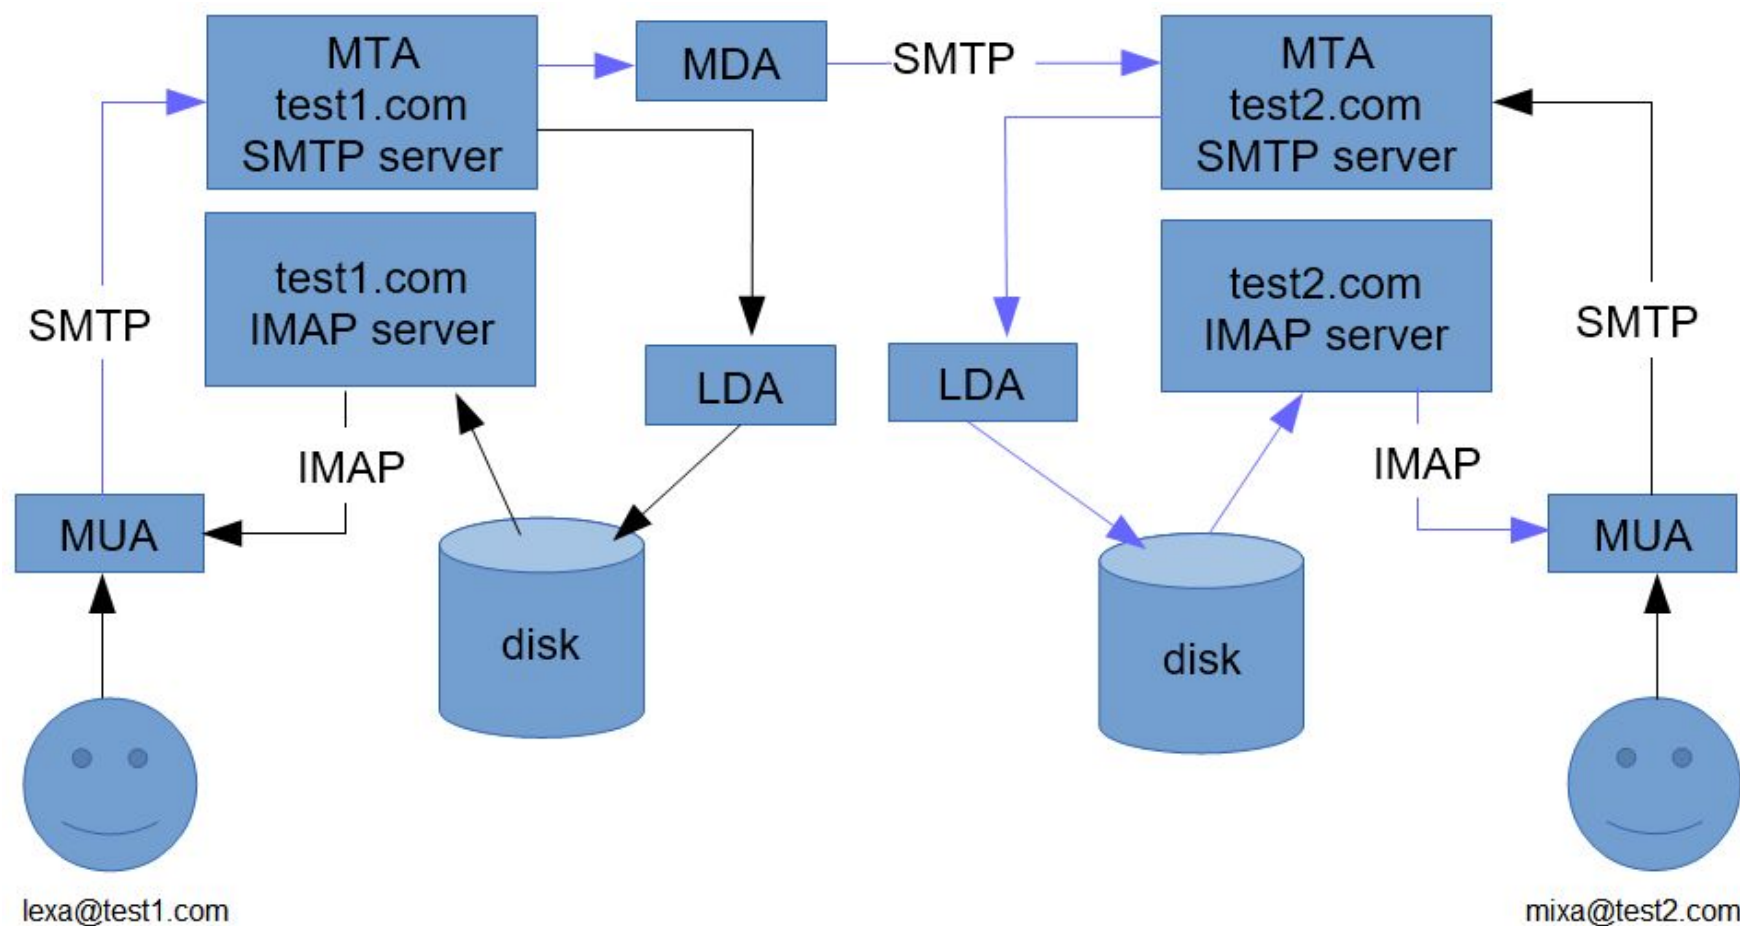 MTA
test1.com
SMTP server
MDA
SMTP
MTA
test2.com
SMTP server
test1.com
IMAP server
test2.com
IMAP server
SMTP
SMTP
LDA
LDA
IMAP
IMAP
MUA
MUA
disk
disk
lexa@test1.com
mixa@test2.com